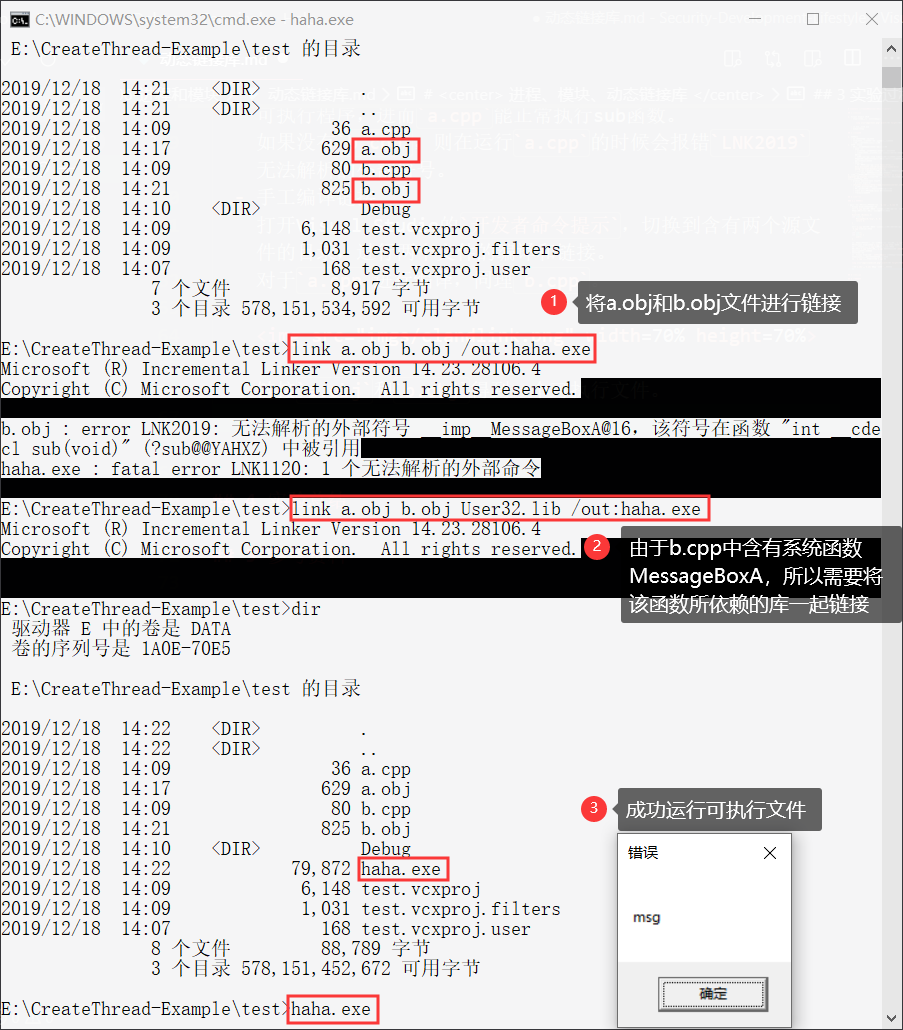 C:\WINDOWS\system32\cmd.exe - haha.exe
E:\CreateThread-Example\test 的目录
2019/12/18 14:21 <DIR> .
2019/12/18 14:21 <DIR> ..
2019/12/18 14:09 36 a.cpp
2019/12/18 14:17 629 a.obj
2019/12/18 14:09 80 b.cpp
2019/12/18 14:21 825 b.obj
2019/12/18 14:10 <DIR> Debug
2019/12/18 14:09 6,148 test.vcxproj
2019/12/18 14:09 1,031 test.vcxproj.filters
2019/12/18 14:07 168 test.vcxproj.user
7 个文件 8,917 字节
3 个目录 578,151,534,592 可用字节
1 将a.obj和b.obj文件进行链接
E:\CreateThread-Example\test>link a.obj b.obj /out:haha.exe
Microsoft (R) Incremental Linker Version 14.23.28106.4
Copyright (C) Microsoft Corporation. All rights reserved.
b.obj : error LNK2019: 无法解析的外部符号 __imp__MessageBoxA@16，该符号在函数 "int __cde
cl sub(void)" (?sub@@YAHXZ) 中被引用
haha.exe : fatal error LNK1120: 1 个无法解析的外部命令
E:\CreateThread-Example\test>link a.obj b.obj User32.lib /out:haha.exe
Microsoft (R) Incremental Linker Version 14.23.28106.4
Copyright (C) Microsoft Corporation. All rights reserved.
2 由于b.cpp中含有系统函数
MessageBoxA，所以需要将
该函数所依赖的库一起链接
E:\CreateThread-Example\test>dir
驱动器 E 中的卷是 DATA
卷的序列号是 1A0E-70E5
E:\CreateThread-Example\test 的目录
2019/12/18 14:22 <DIR> .
2019/12/18 14:22 <DIR> ..
2019/12/18 14:09 36 a.cpp
2019/12/18 14:17 629 a.obj
2019/12/18 14:09 80 b.cpp
2019/12/18 14:21 825 b.obj
2019/12/18 14:10 <DIR> Debug
2019/12/18 14:22 79,872 haha.exe
2019/12/18 14:09 6,148 test.vcxproj
2019/12/18 14:09 1,031 test.vcxproj.filters
2019/12/18 14:07 168 test.vcxproj.user
8 个文件 88,789 字节
3 个目录 578,151,452,672 可用字节
3 成功运行可执行文件
错误
msg
确定
E:\CreateThread-Example\test>haha.exe